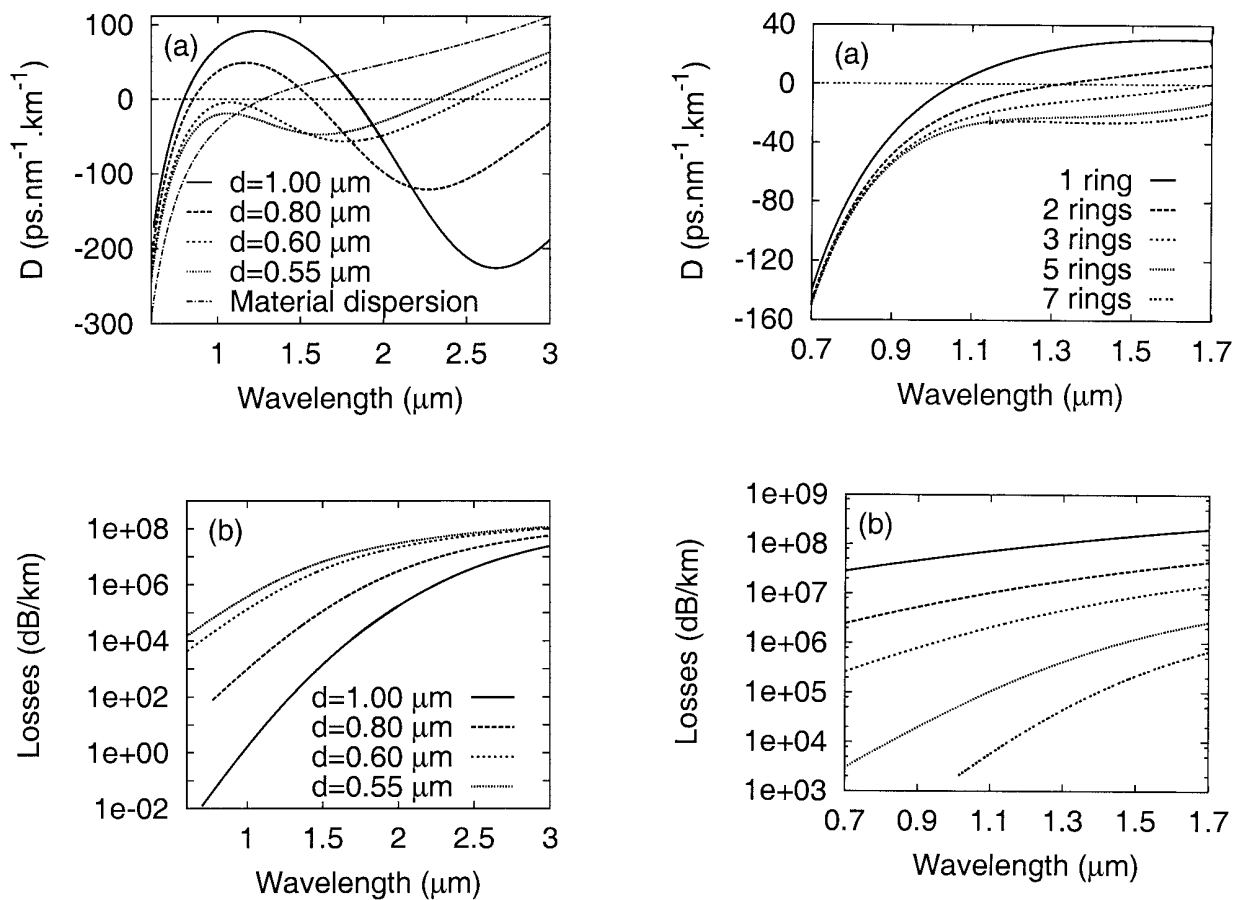 (a)
D (ps.nm-1.km-1)
100
0
-100
-200
-300
d=1.00 μm
d=0.80 μm
d=0.60 μm
d=0.55 μm
Material dispersion
1 1.5 2 2.5 3
Wavelength (μm)
(a)
D (ps.nm-1.km-1)
40
0
-40
-80
-120
-160
1 ring
2 rings
3 rings
5 rings
7 rings
0.7 0.9 1.1 1.3 1.5 1.7
Wavelength (μm)
(b)
Losses (dB/km)
1e+08
1e+06
1e+04
1e+02
1e+00
1e-02
d=1.00 μm
d=0.80 μm
d=0.60 μm
d=0.55 μm
1 1.5 2 2.5 3
Wavelength (μm)
(b)
Losses (dB/km)
1e+09
1e+08
1e+07
1e+06
1e+05
1e+04
1e+03
0.7 0.9 1.1 1.3 1.5 1.7
Wavelength (μm)